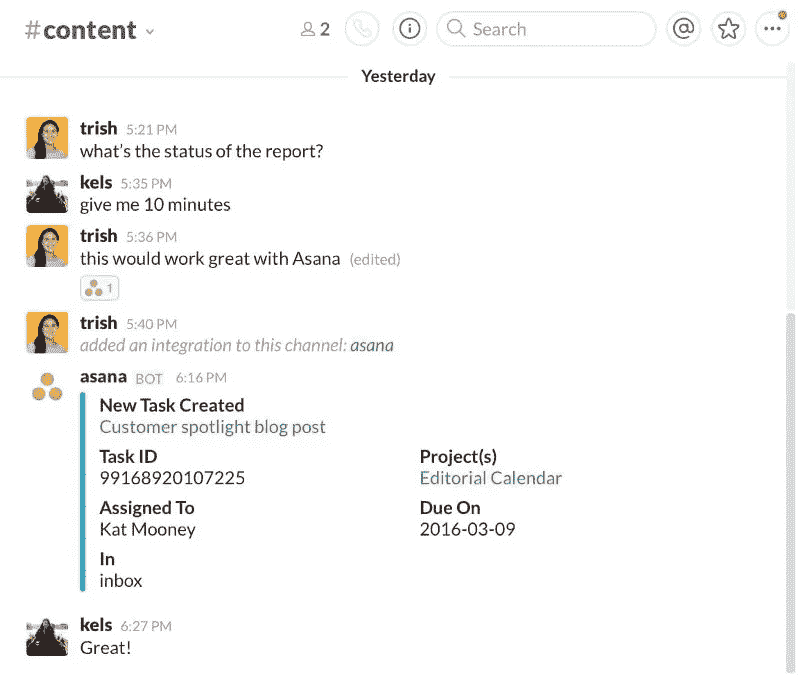 #content 2 Search
Yesterday
trish 5:21 PM
what's the status of the report?
kels 5:35 PM
give me 10 minutes
trish 5:36 PM
this would work great with Asana (edited)
1
trish 5:40 PM
added an integration to this channel: asana
asana BOT 6:16 PM
New Task Created
Customer spotlight blog post
Task ID Project(s)
99168920107225 Editorial Calendar
Assigned To Due On
Kat Mooney 2016-03-09
In
inbox
kels 6:27 PM
Great!